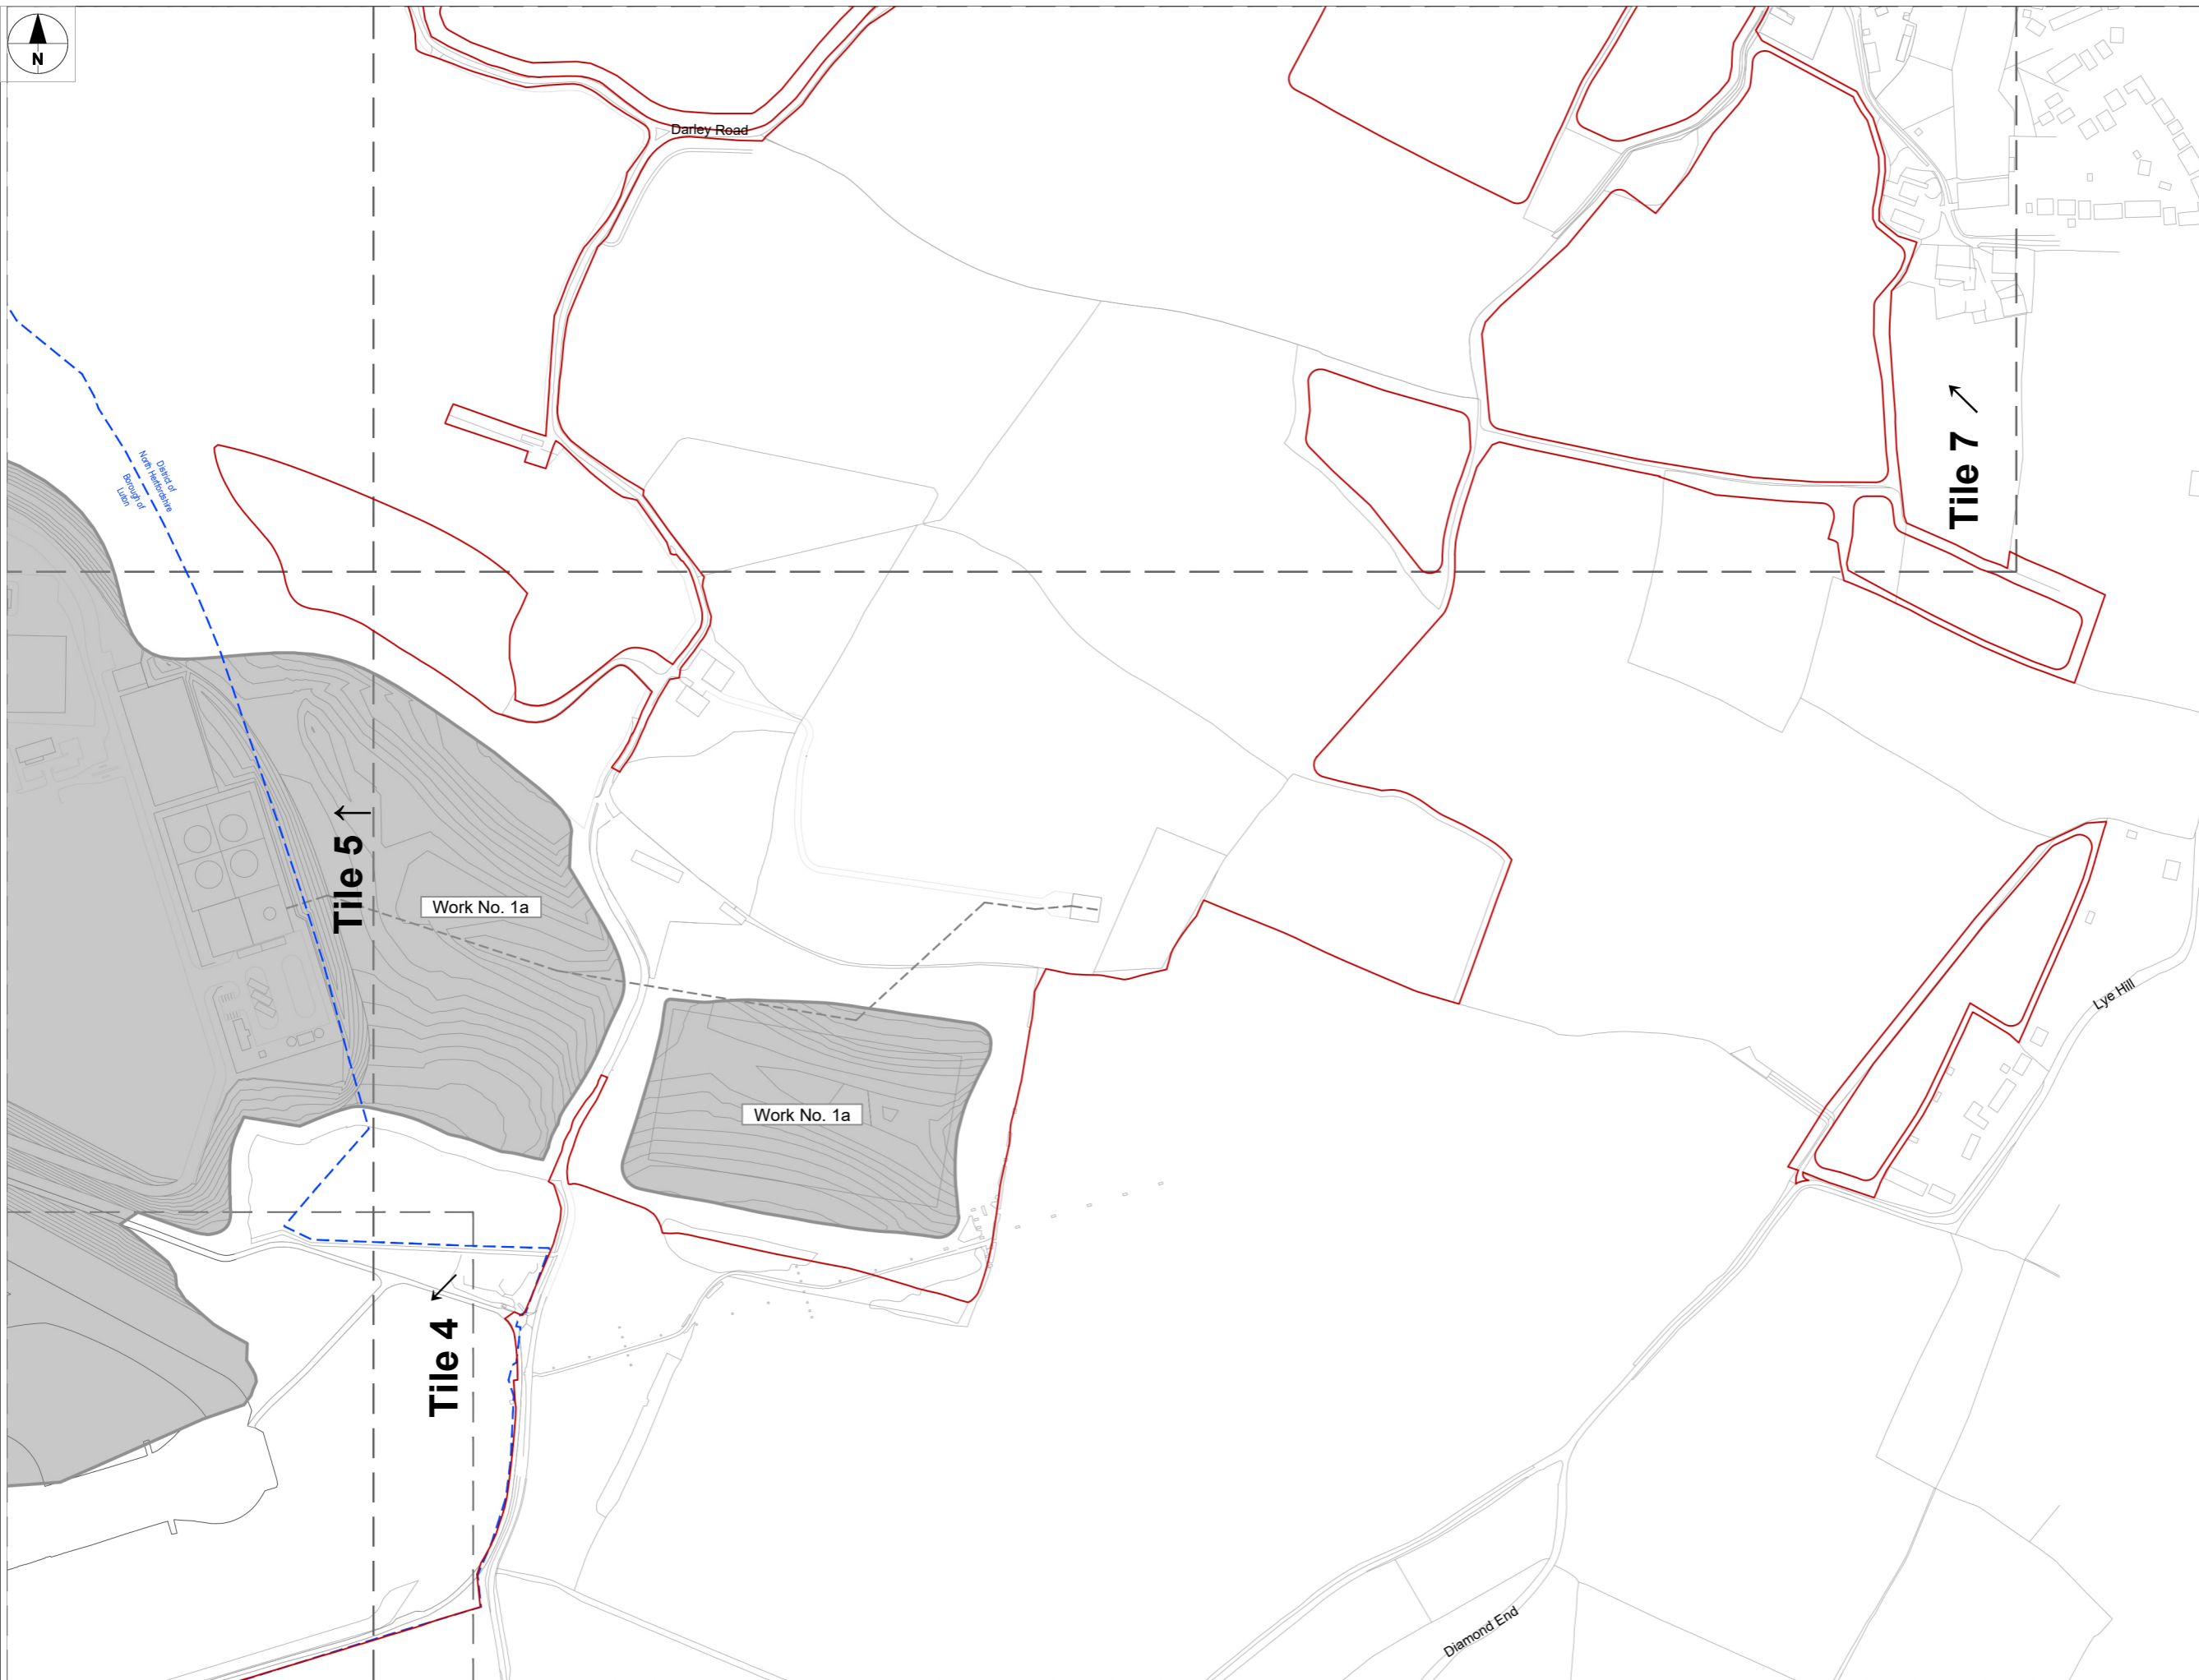 N
Darley Road
District of
North Hertfordshire
Borough of
Luton
Tile 7
Tile 5
Work No. 1a
Work No. 1a
Lye Hill
Tile 4
Diamond End